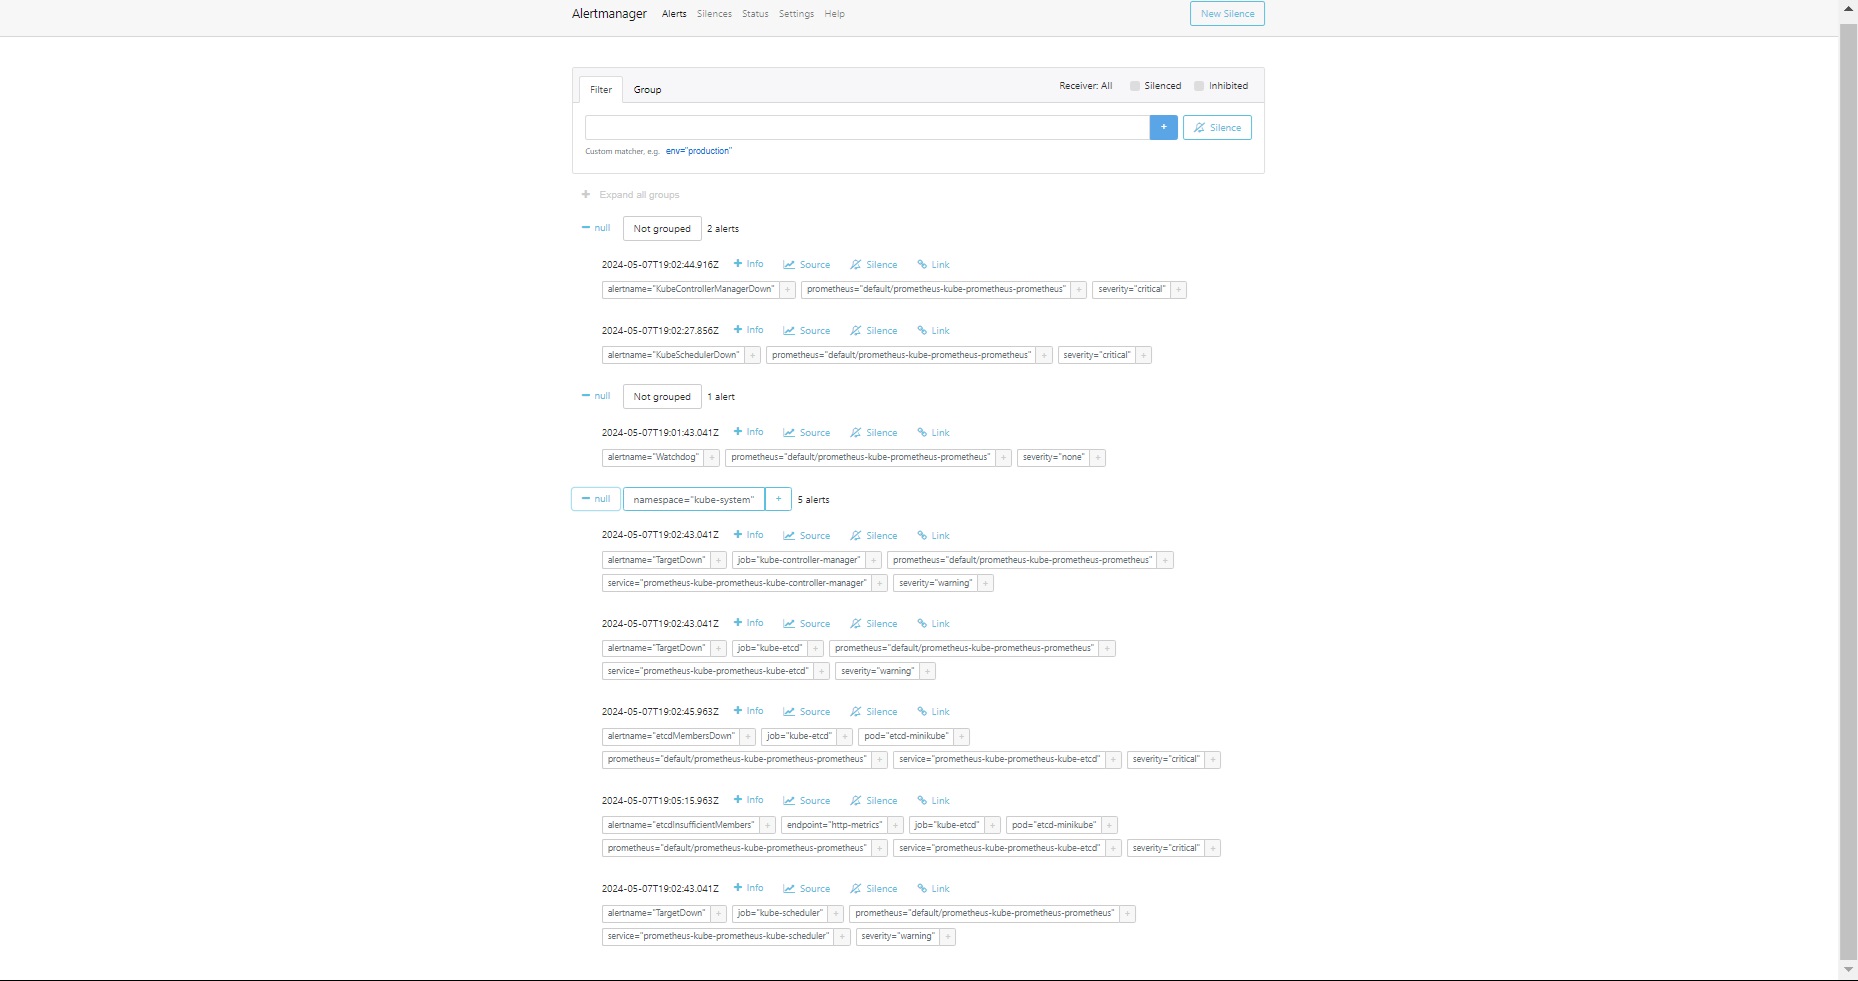 Alertmanager Alerts Silences Status Settings Help New Silence
Filter Group Receiver: All Silenced Inhibited
+ Silence
Custom matcher, e.g. env="production"
+ Expand all groups
− null Not grouped 2 alerts
2024-05-07T19:02:44.916Z + Info Source Silence Link
alertname="KubeControllerManagerDown" + prometheus="default/prometheus-kube-prometheus-prometheus" + severity="critical" +
2024-05-07T19:02:27.856Z + Info Source Silence Link
alertname="KubeSchedulerDown" + prometheus="default/prometheus-kube-prometheus-prometheus" + severity="critical" +
− null Not grouped 1 alert
2024-05-07T19:01:43.041Z + Info Source Silence Link
alertname="Watchdog" + prometheus="default/prometheus-kube-prometheus-prometheus" + severity="none" +
− null namespace="kube-system" + 5 alerts
2024-05-07T19:02:43.041Z + Info Source Silence Link
alertname="TargetDown" + job="kube-controller-manager" + prometheus="default/prometheus-kube-prometheus-prometheus" +
service="prometheus-kube-prometheus-kube-controller-manager" + severity="warning" +
2024-05-07T19:02:43.041Z + Info Source Silence Link
alertname="TargetDown" + job="kube-etcd" + prometheus="default/prometheus-kube-prometheus-prometheus" +
service="prometheus-kube-prometheus-kube-etcd" + severity="warning" +
2024-05-07T19:02:45.963Z + Info Source Silence Link
alertname="etcdMembersDown" + job="kube-etcd" + pod="etcd-minikube" +
prometheus="default/prometheus-kube-prometheus-prometheus" + service="prometheus-kube-prometheus-kube-etcd" + severity="critical" +
2024-05-07T19:05:15.963Z + Info Source Silence Link
alertname="etcdInsufficientMembers" + endpoint="http-metrics" + job="kube-etcd" + pod="etcd-minikube" +
prometheus="default/prometheus-kube-prometheus-prometheus" + service="prometheus-kube-prometheus-kube-etcd" + severity="critical" +
2024-05-07T19:02:43.041Z + Info Source Silence Link
alertname="TargetDown" + job="kube-scheduler" + prometheus="default/prometheus-kube-prometheus-prometheus" +
service="prometheus-kube-prometheus-kube-scheduler" + severity="warning" +